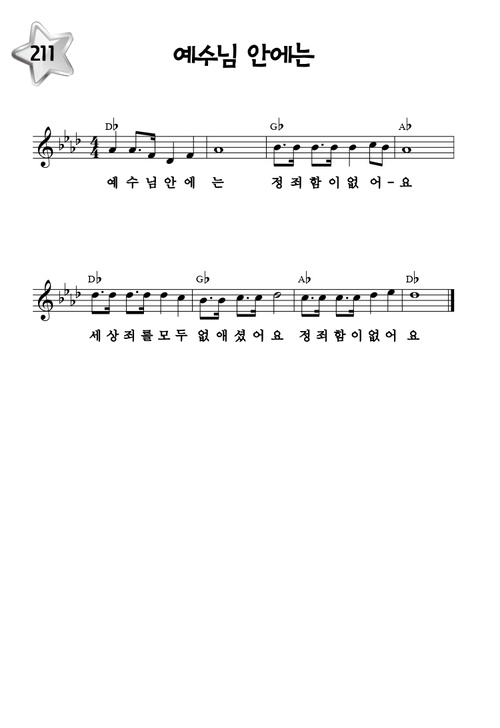 211
예수님 안에는
D♭ G♭ A♭
예 수 님 안 에 는 정 죄 함 이 없 어 - 요
D♭ G♭ A♭ D♭
세 상 죄 를 모 두 없 애 셨 어 요 정 죄 함 이 없 어 요